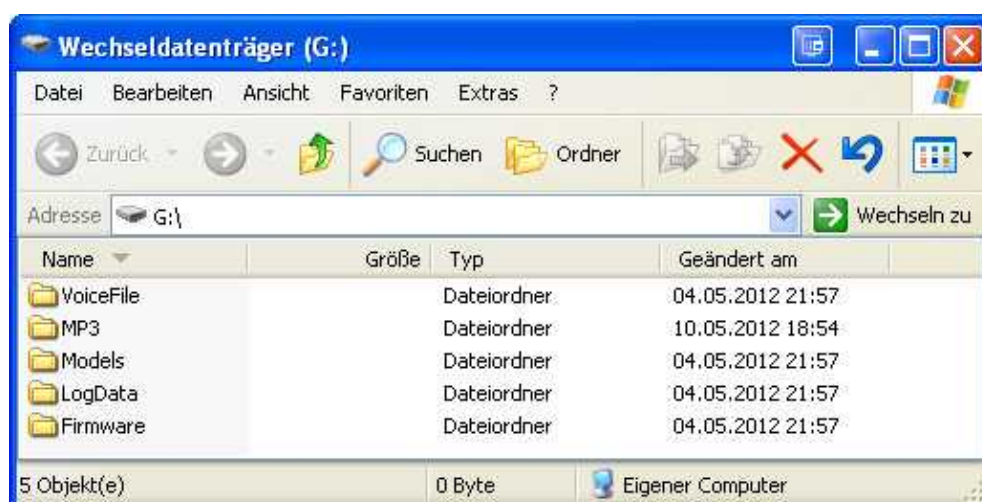 Wechseldatenträger (G:)
Datei Bearbeiten Ansicht Favoriten Extras ?
Zurück Suchen Ordner
Adresse G:\ Wechseln zu
Name Größe Typ Geändert am
VoiceFile Dateiordner 04.05.2012 21:57
MP3 Dateiordner 10.05.2012 18:54
Models Dateiordner 04.05.2012 21:57
LogData Dateiordner 04.05.2012 21:57
Firmware Dateiordner 04.05.2012 21:57
5 Objekt(e) 0 Byte Eigener Computer